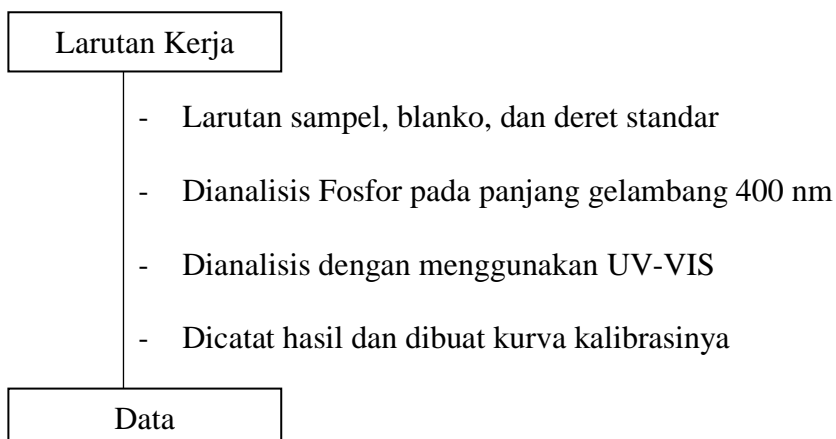 Larutan Kerja
- Larutan sampel, blanko, dan deret standar
- Dianalisis Fosfor pada panjang gelambang 400 nm
- Dianalisis dengan menggunakan UV-VIS
- Dicatat hasil dan dibuat kurva kalibrasinya
Data